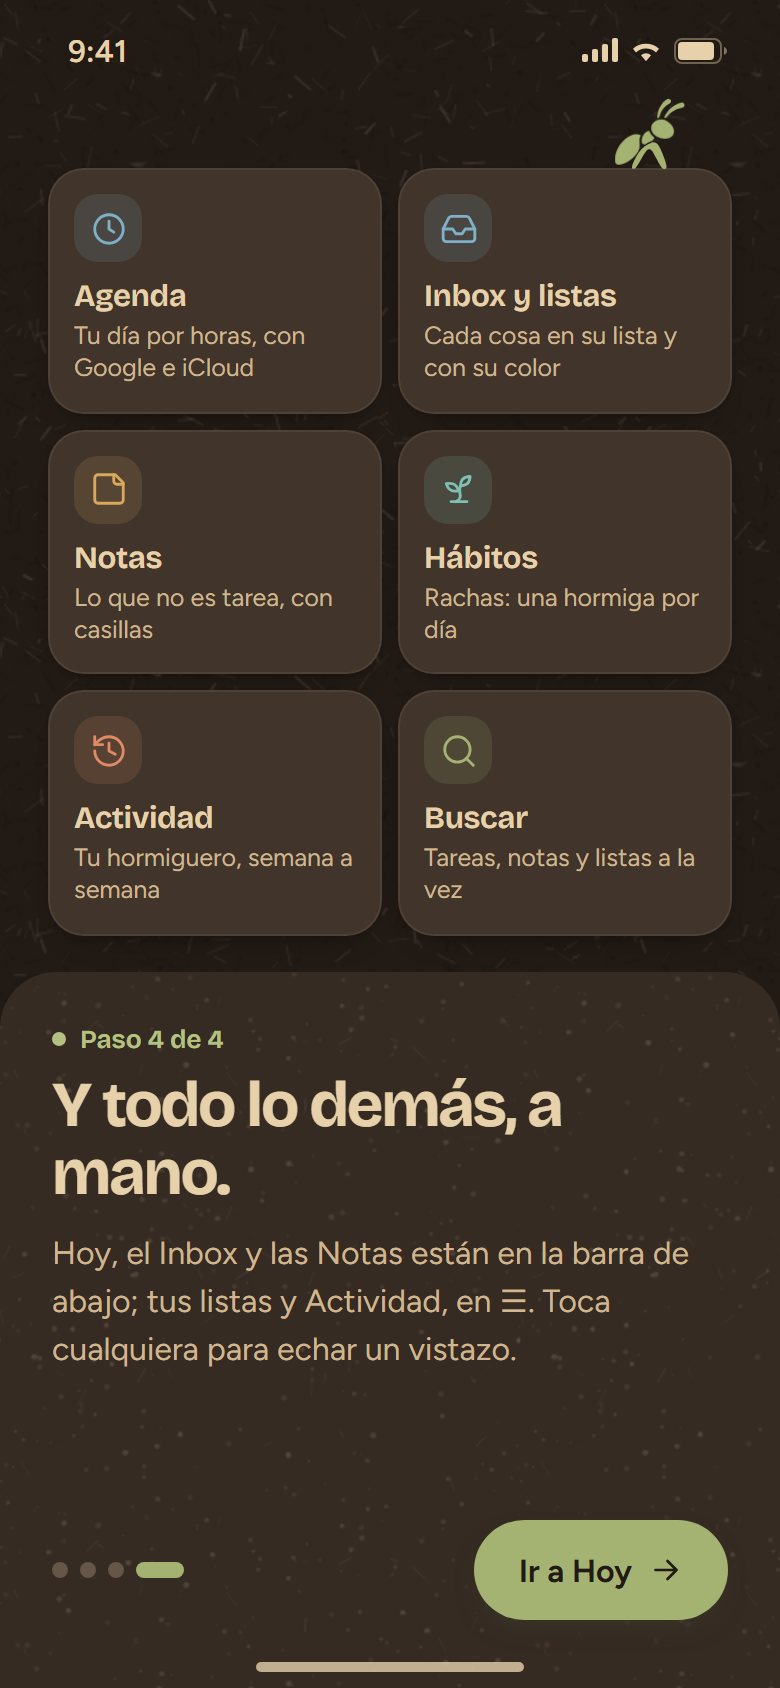 9:41
Agenda
Tu día por horas, con
Google e iCloud
Inbox y listas
Cada cosa en su lista y
con su color
Notas
Lo que no es tarea, con
casillas
Hábitos
Rachas: una hormiga por
día
Actividad
Tu hormiguero, semana a
semana
Buscar
Tareas, notas y listas a la
vez
Paso 4 de 4
Y todo lo demás, a
mano.
Hoy, el Inbox y las Notas están en la barra de
abajo; tus listas y Actividad, en ☰. Toca
cualquiera para echar un vistazo.
Ir a Hoy →